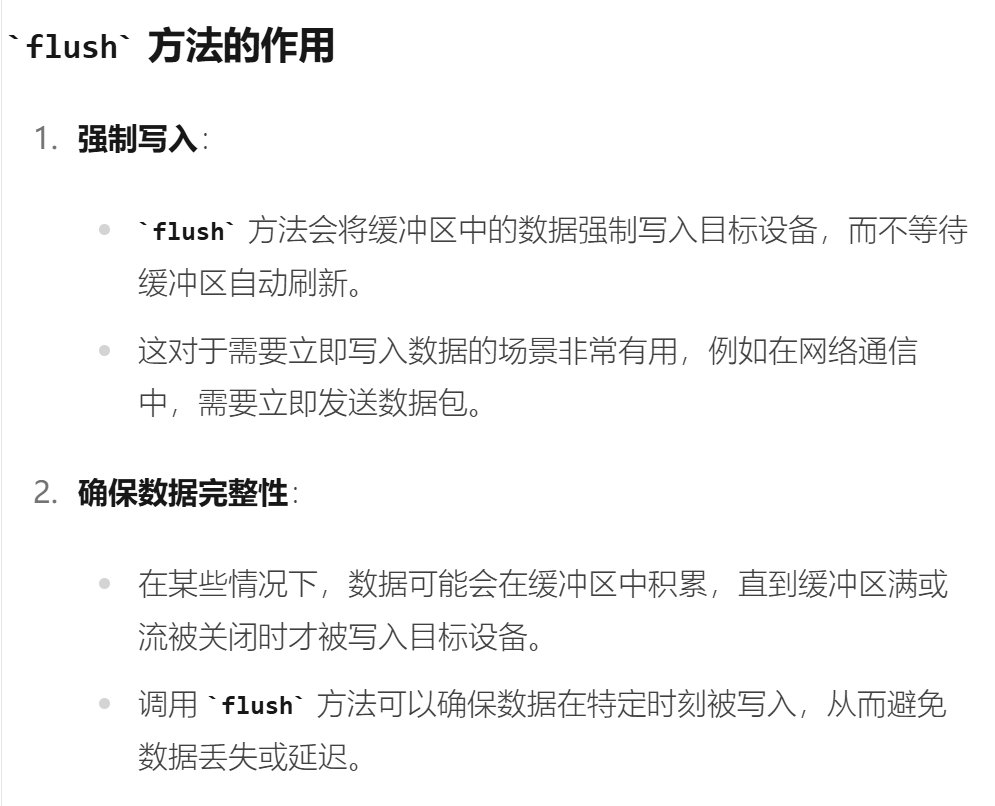 `flush` 方法的作用
1. 强制写入：
`flush` 方法会将缓冲区中的数据强制写入目标设备，而不等待
缓冲区自动刷新。
这对于需要立即写入数据的场景非常有用，例如在网络通信
中，需要立即发送数据包。
2. 确保数据完整性：
在某些情况下，数据可能会在缓冲区中积累，直到缓冲区满或
流被关闭时才被写入目标设备。
调用 `flush` 方法可以确保数据在特定时刻被写入，从而避免
数据丢失或延迟。